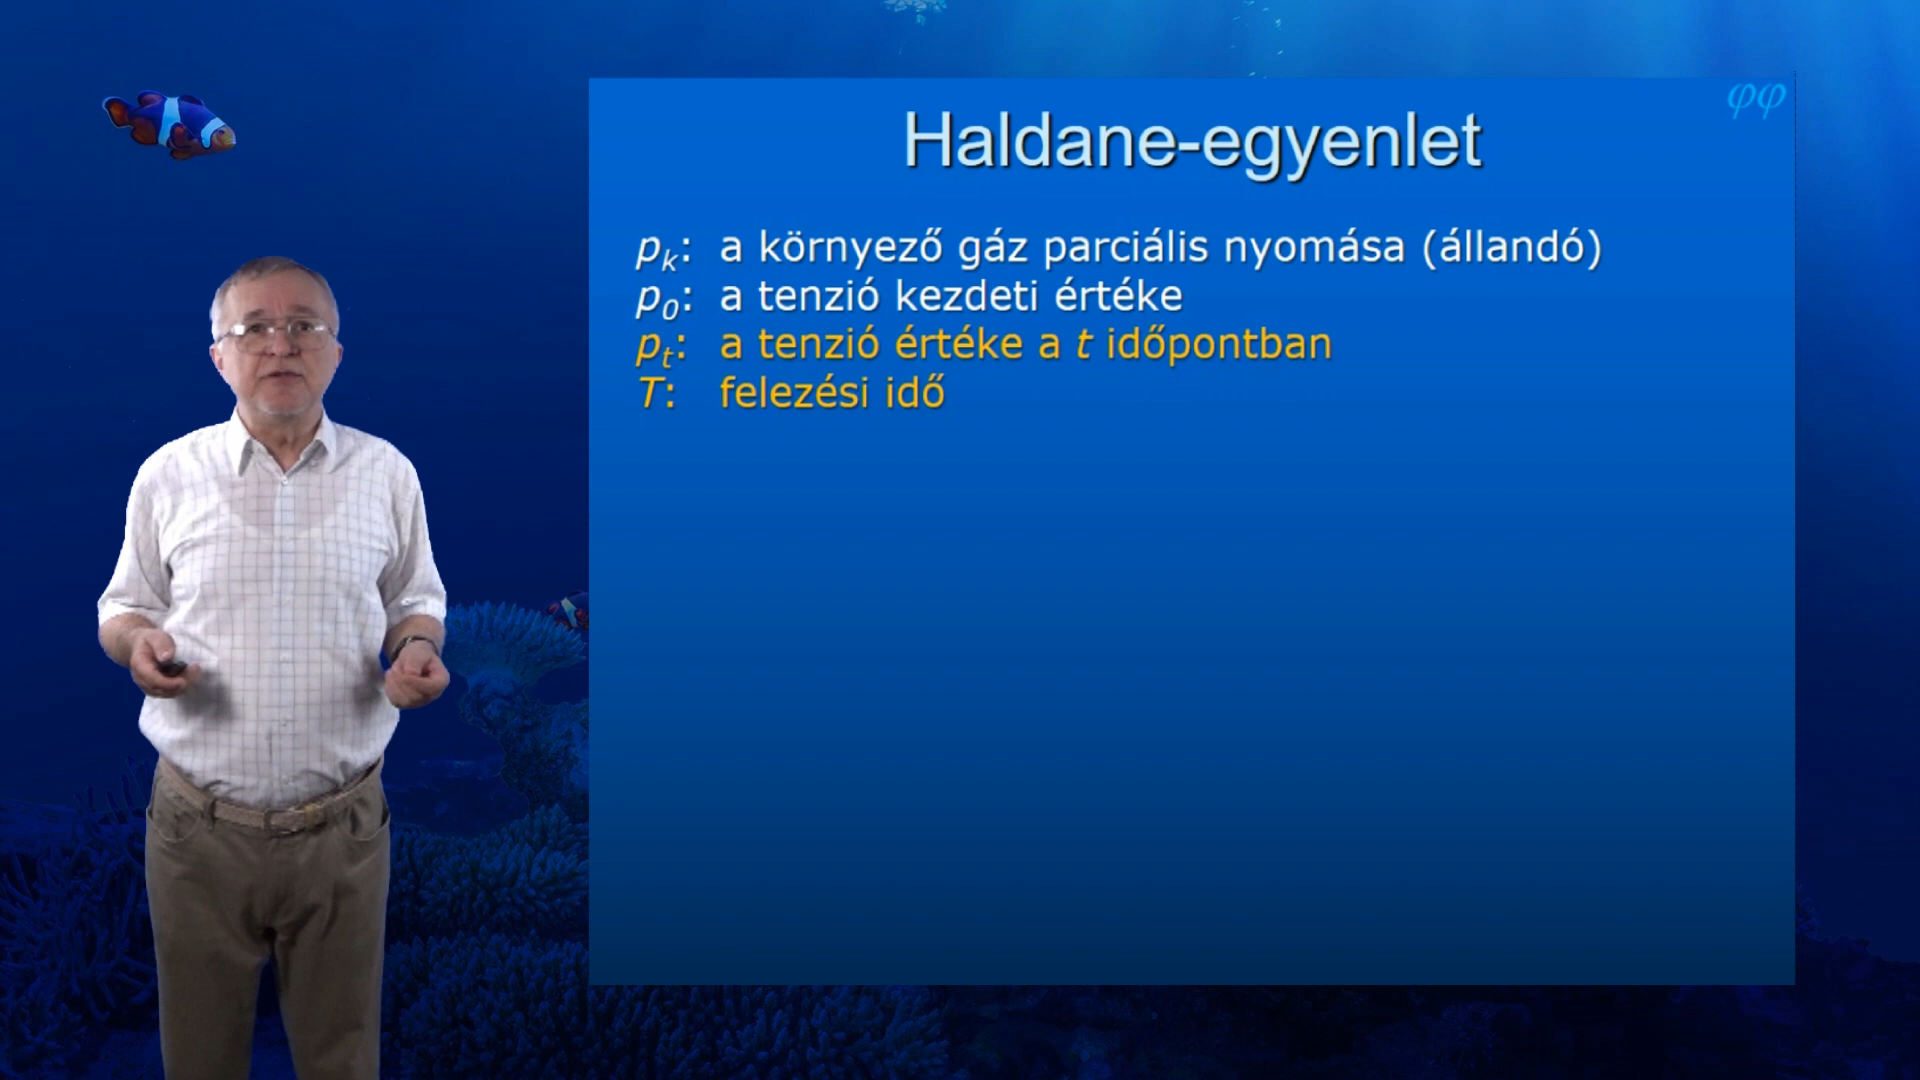 φφ
Haldane-egyenlet
pk: a környező gáz parciális nyomása (állandó)
p0: a tenzió kezdeti értéke
pt: a tenzió értéke a t időpontban
T: felezési idő